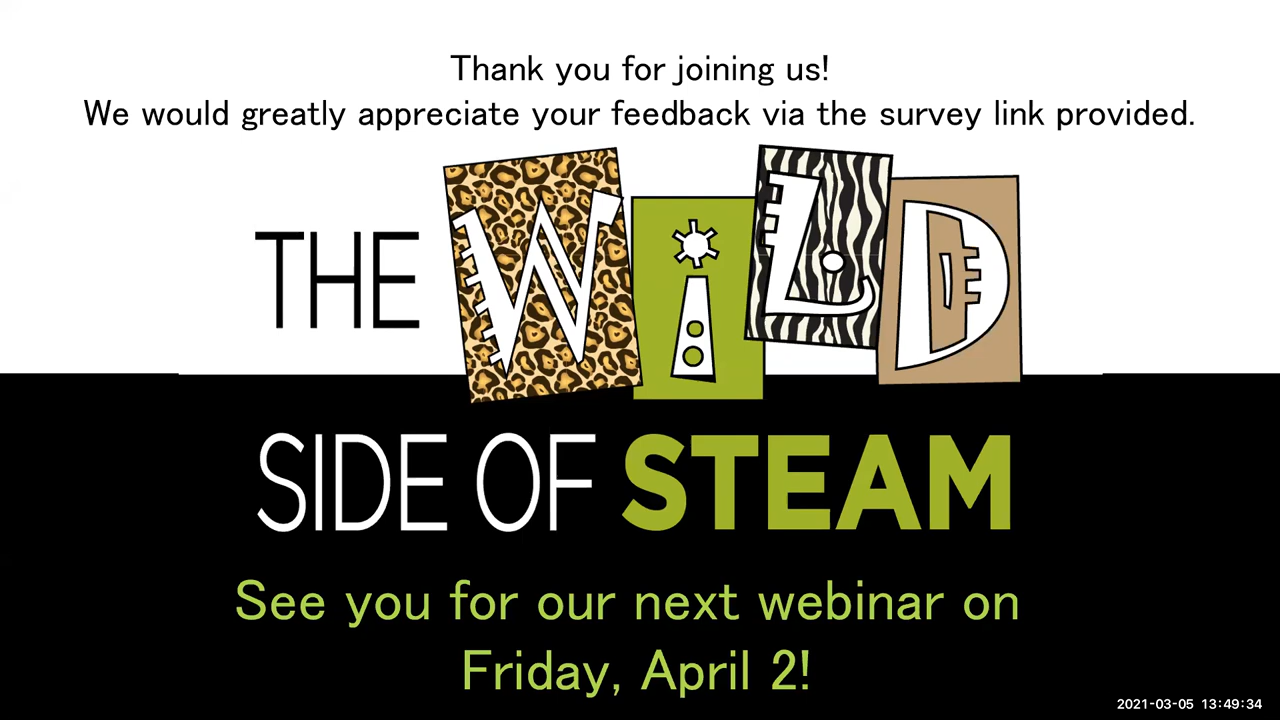 Thank you for joining us!
We would greatly appreciate your feedback via the survey link provided.
THE WiLD
SIDE OF STEAM
See you for our next webinar on
Friday, April 2!
2021-03-05 13:49:34